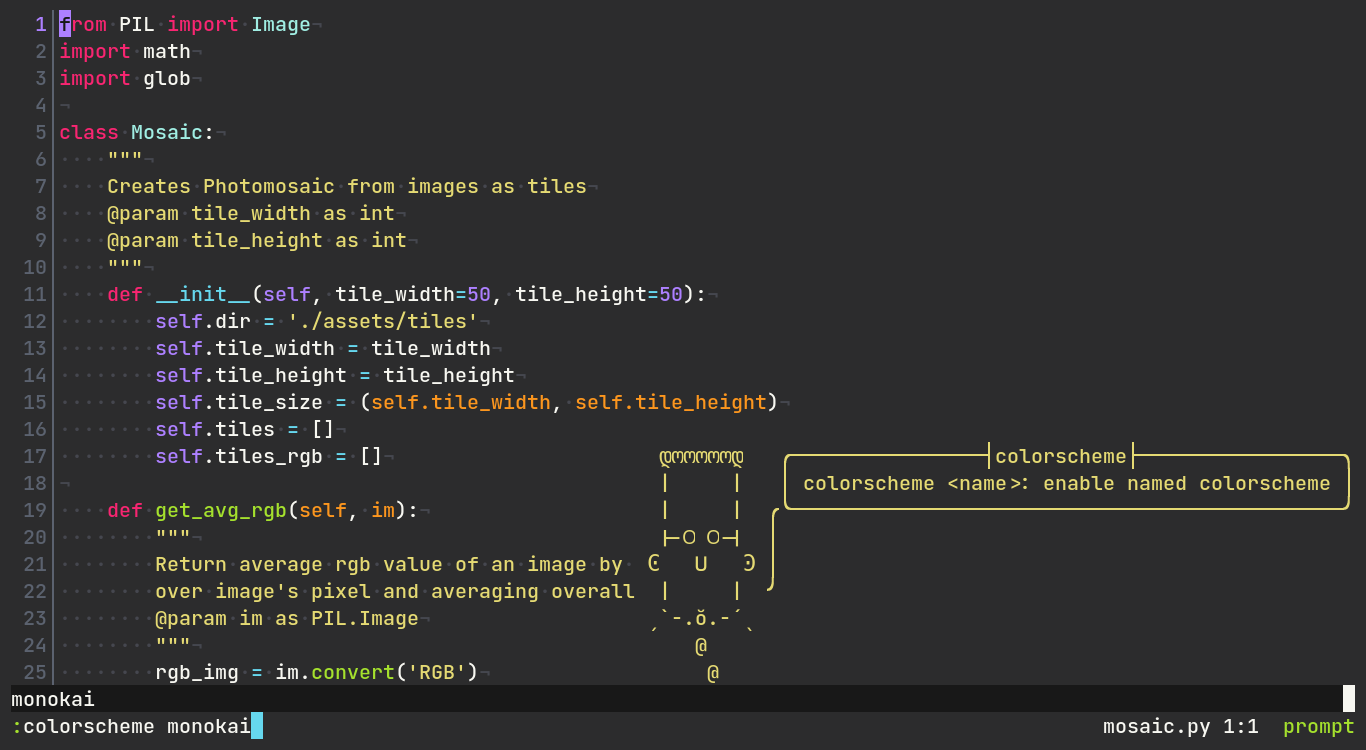 1 from PIL import Image¬
2 import math¬
3 import glob¬
4 ¬
5 class Mosaic:¬
6 ····"""¬
7 ····Creates Photomosaic from images as tiles¬
8 ····@param tile_width as int¬
9 ····@param tile_height as int¬
10 ····"""¬
11 ····def __init__(self, tile_width=50, tile_height=50):¬
12 ········self.dir = './assets/tiles'¬
13 ········self.tile_width = tile_width¬
14 ········self.tile_height = tile_height¬
15 ········self.tile_size = (self.tile_width, self.tile_height)¬
16 ········self.tiles = []¬
17 ········self.tiles_rgb = []¬
18 ¬
19 ····def get_avg_rgb(self, im):¬
20 ········"""¬
21 ········Return average rgb value of an image by
22 ········over image's pixel and averaging overall
23 ········@param im as PIL.Image¬
24 ········"""¬
25 ········rgb_img = im.convert('RGB')¬
colorscheme
colorscheme <name>: enable named colorscheme
monokai
:colorscheme monokai
mosaic.py 1:1 prompt